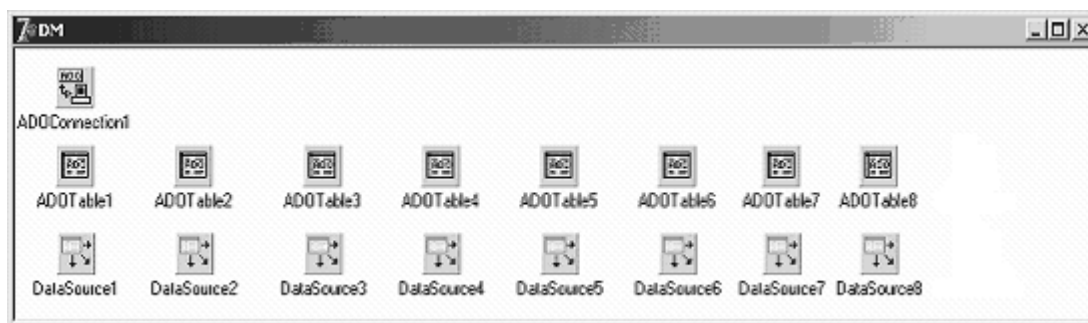 DM
ADOConnection1
ADOTable1 ADOTable2 ADOTable3 ADOTable4 ADOTable5 ADOTable6 ADOTable7 ADOTable8
DataSource1 DataSource2 DataSource3 DataSource4 DataSource5 DataSource6 DataSource7 DataSource8